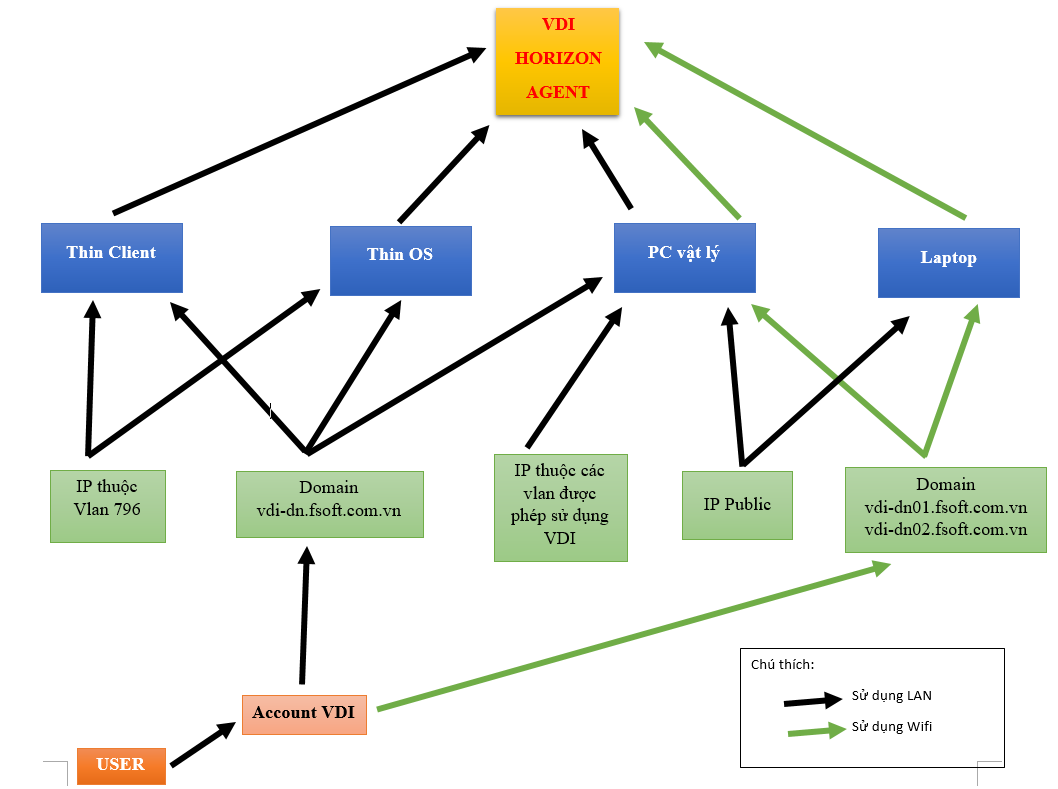 VDI
HORIZON
AGENT
Thin Client
Thin OS
PC vật lý
Laptop
IP thuộc
Vlan 796
Domain
vdi-dn.fsoft.com.vn
IP thuộc các
vlan được
phép sử dụng
VDI
IP Public
Domain
vdi-dn01.fsoft.com.vn
vdi-dn02.fsoft.com.vn
Account VDI
USER
Chú thích:
Sử dụng LAN
Sử dụng Wifi